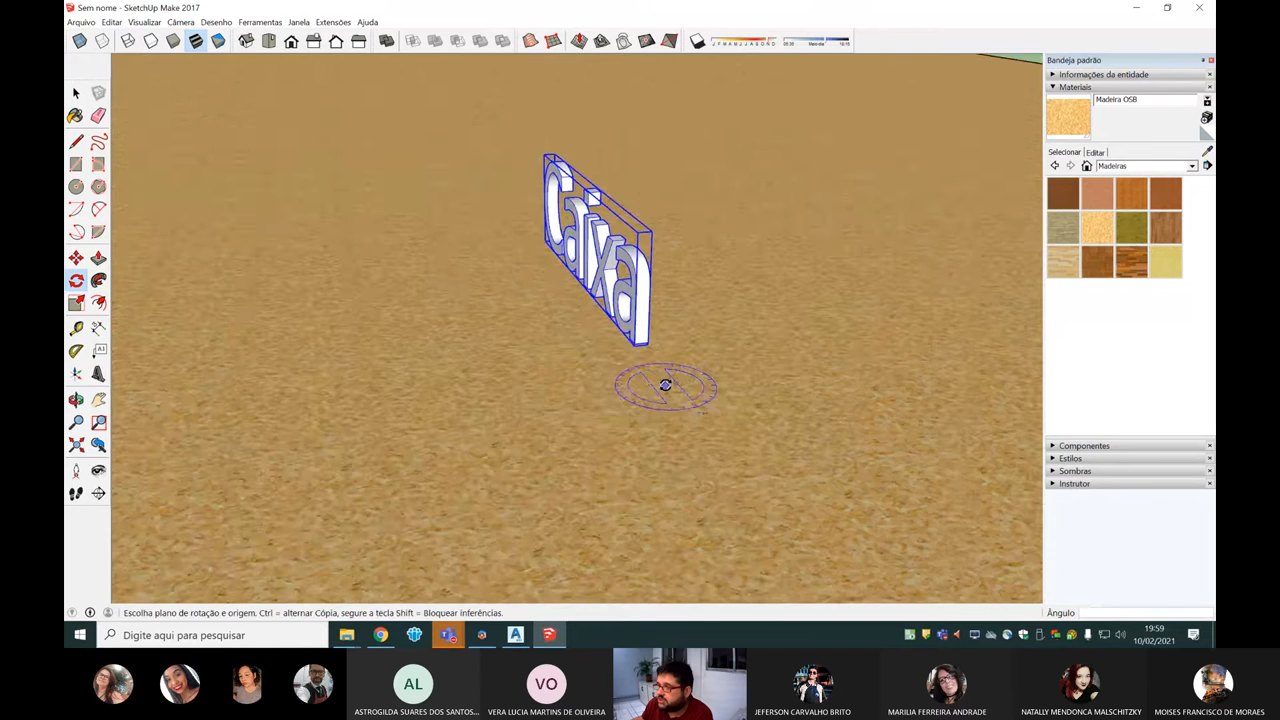 Sem nome - SketchUp Make 2017
Arquivo Editar Visualizar Câmera Desenho Ferramentas Janela Extensões Ajuda
J F M A M J J A S O N D
Meio-dia
Bandeja padrão
Informações da entidade
Materiais
Madeira OSB
Selecionar Editar
Madeiras
Caixa
Componentes
Estilos
Sombras
Instrutor
Escolha plano de rotação e origem. Ctrl = alternar Cópia, segure a tecla Shift = Bloquear inferências.
Ângulo
Digite aqui para pesquisar
19:59
10/02/2021
AL
VO
ASTROGILDA SUARES DOS SANTOS...
VERA LUCIA MARTINS DE OLIVEIRA
JEFERSON CARVALHO BRITO
MARILIA FERREIRA ANDRADE
NATALLY MENDONCA MALSCHITZKY
MOISES FRANCISCO DE MORAES